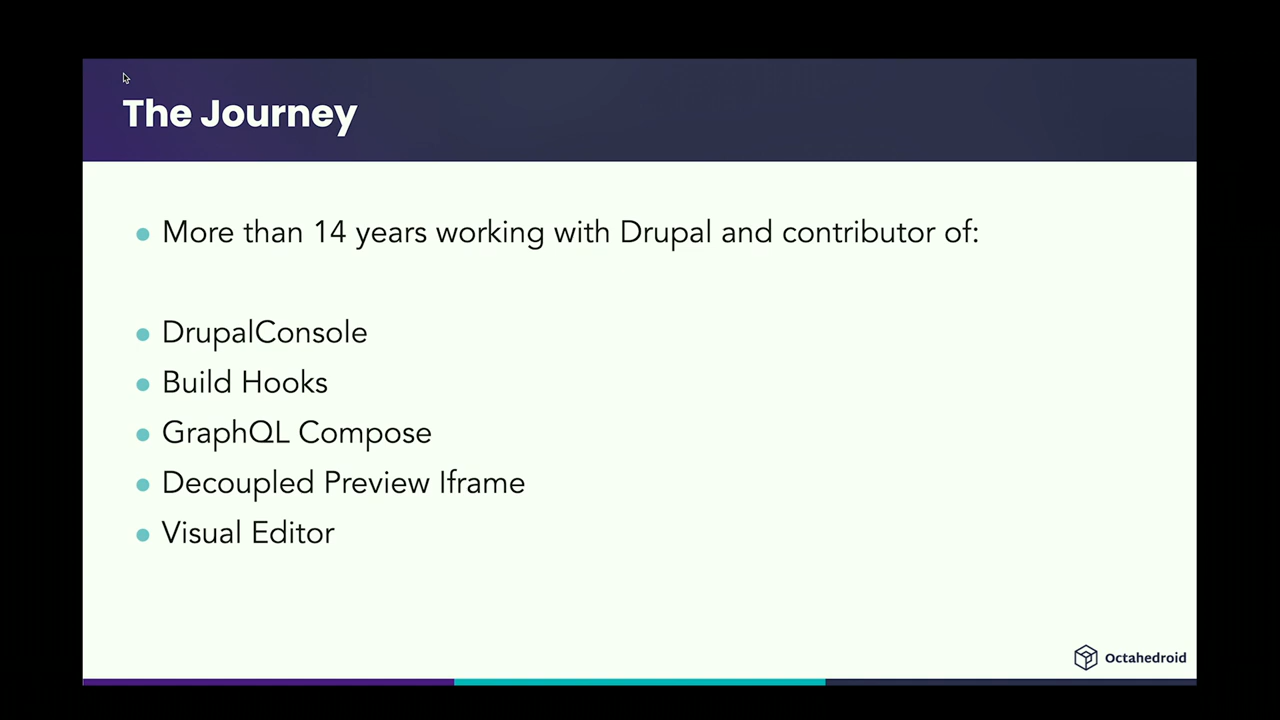 The Journey
More than 14 years working with Drupal and contributor of:
DrupalConsole
Build Hooks
GraphQL Compose
Decoupled Preview Iframe
Visual Editor
Octahedroid